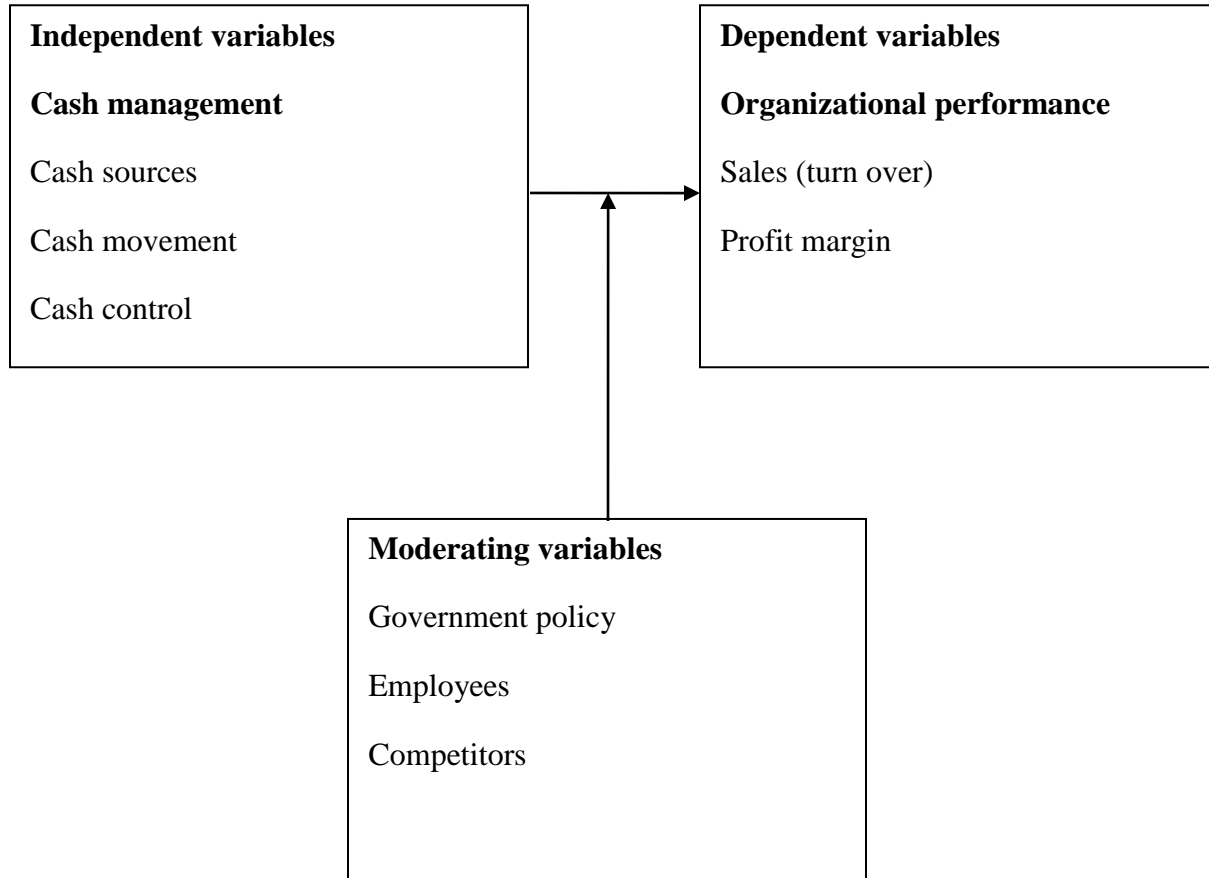 Independent variables
Cash management
Cash sources
Cash movement
Cash control
Dependent variables
Organizational performance
Sales (turn over)
Profit margin
Moderating variables
Government policy
Employees
Competitors